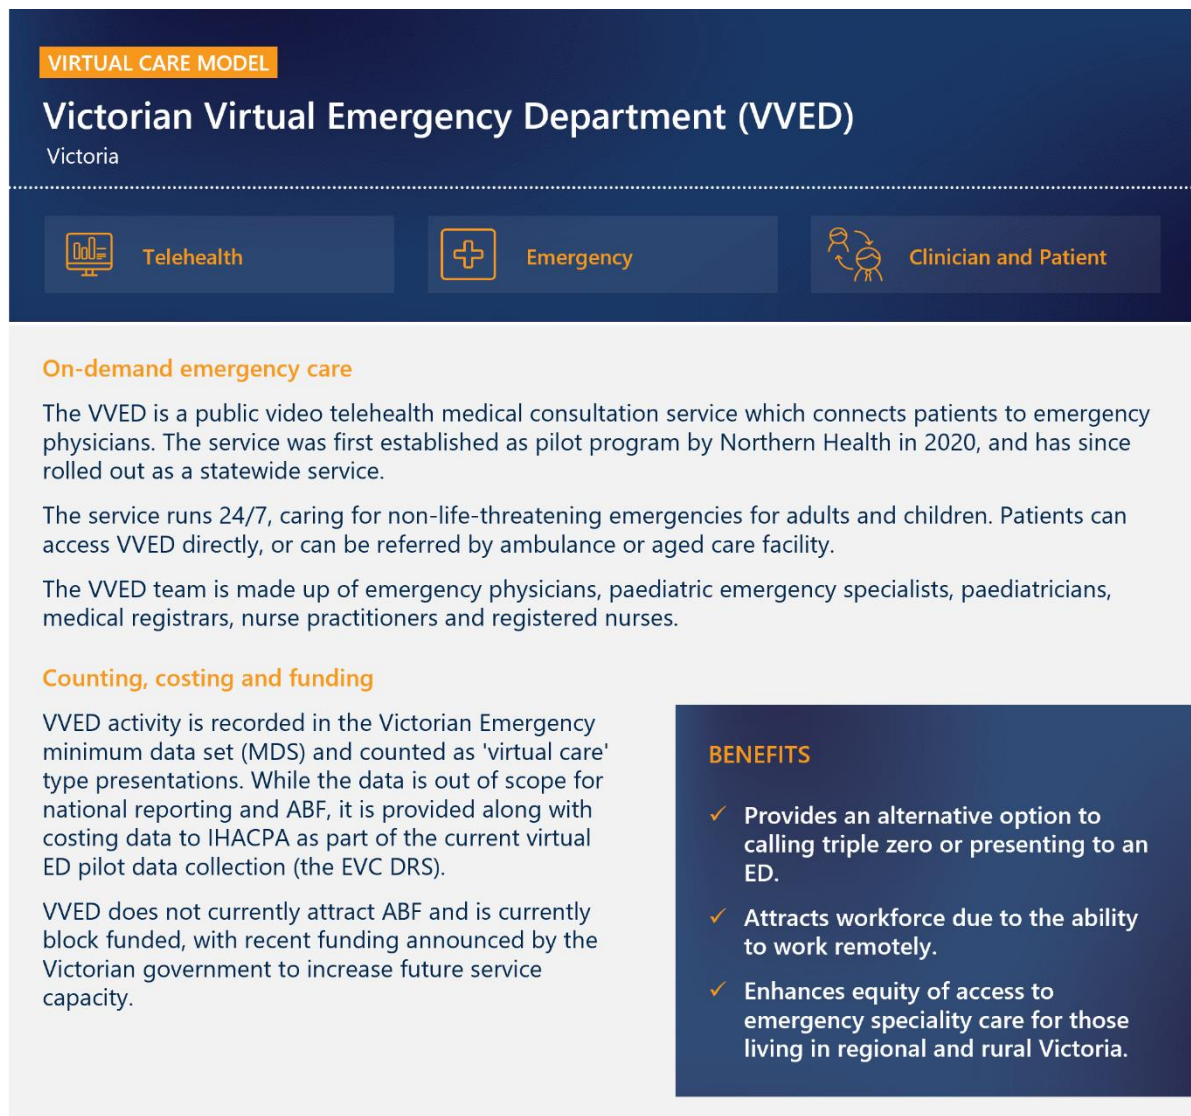 VIRTUAL CARE MODEL
Victorian Virtual Emergency Department (VVED)
Victoria
Telehealth
Emergency
Clinician and Patient
On-demand emergency care
The VVED is a public video telehealth medical consultation service which connects patients to emergency
physicians. The service was first established as pilot program by Northern Health in 2020, and has since
rolled out as a statewide service.
The service runs 24/7, caring for non-life-threatening emergencies for adults and children. Patients can
access VVED directly, or can be referred by ambulance or aged care facility.
The VVED team is made up of emergency physicians, paediatric emergency specialists, paediatricians,
medical registrars, nurse practitioners and registered nurses.
Counting, costing and funding
VVED activity is recorded in the Victorian Emergency
minimum data set (MDS) and counted as 'virtual care'
type presentations. While the data is out of scope for
national reporting and ABF, it is provided along with
costing data to IHACPA as part of the current virtual
ED pilot data collection (the EVC DRS).
VVED does not currently attract ABF and is currently
block funded, with recent funding announced by the
Victorian government to increase future service
capacity.
BENEFITS
✓ Provides an alternative option to
calling triple zero or presenting to an
ED.
✓ Attracts workforce due to the ability
to work remotely.
✓ Enhances equity of access to
emergency speciality care for those
living in regional and rural Victoria.